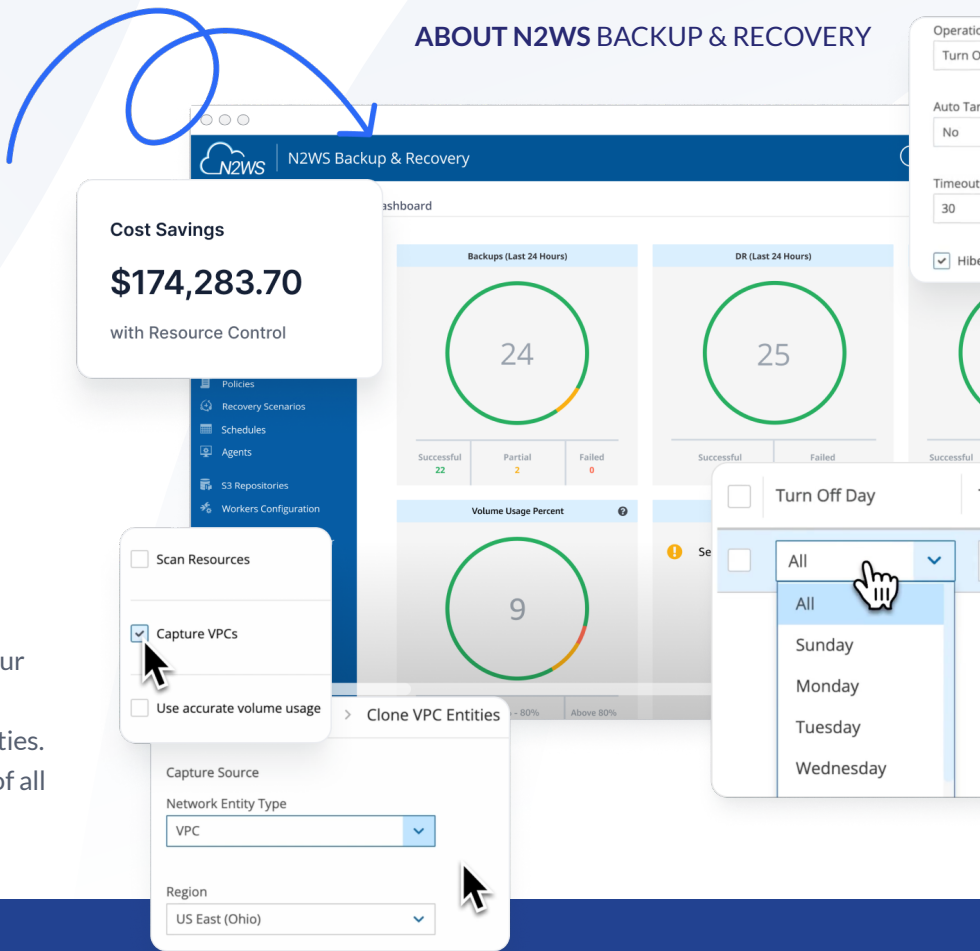 ABOUT N2WS BACKUP & RECOVERY
Turn O
Auto Tar
No
Timeout
30
N2WS
N2WS Backup & Recovery
Cost Savings
$174,283.70
with Resource Control
Backups (Last 24 Hours)
24
Successful Partial Failed
22 2 0
DR (Last 24 Hours)
25
Successful Failed
Successful
Policies
Recovery Scenarios
Schedules
Agents
S3 Repositories
Workers Configuration
Volume Usage Percent
9
- 80% Above 80%
Se
Turn Off Day
All
All
Sunday
Monday
Tuesday
Wednesday
Scan Resources
Capture VPCs
Use accurate volume usage
> Clone VPC Entities
Capture Source
Network Entity Type
VPC
Region
US East (Ohio)
ur
ties.
of all